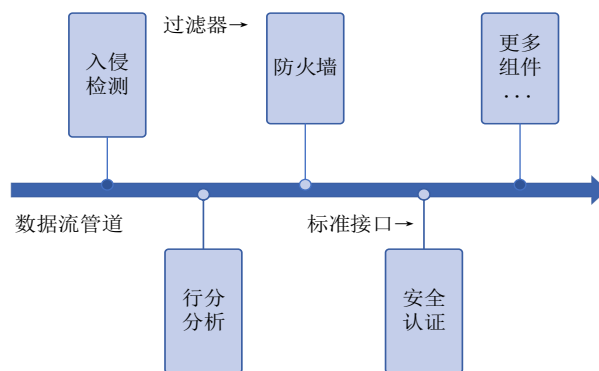 过滤器→
入侵
检测
防火墙
更多
组件
...
数据流管道
标准接口→
行分
分析
安全
认证